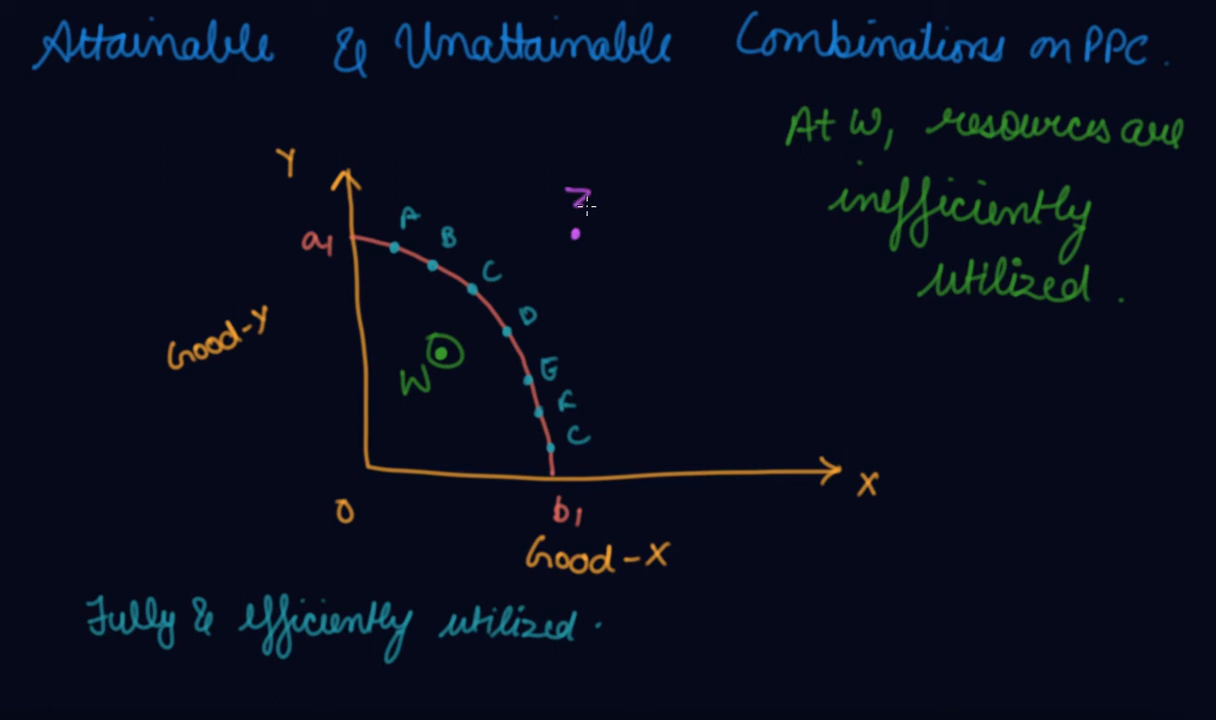 Attainable & Unattainable Combinations on PPC.
At W, resources are
inefficiently
utilized.
Y
Z
A
B
a1
C
D
Good-Y
W
E
F
C
X
O
b1
Good-X
Fully & efficiently utilized.